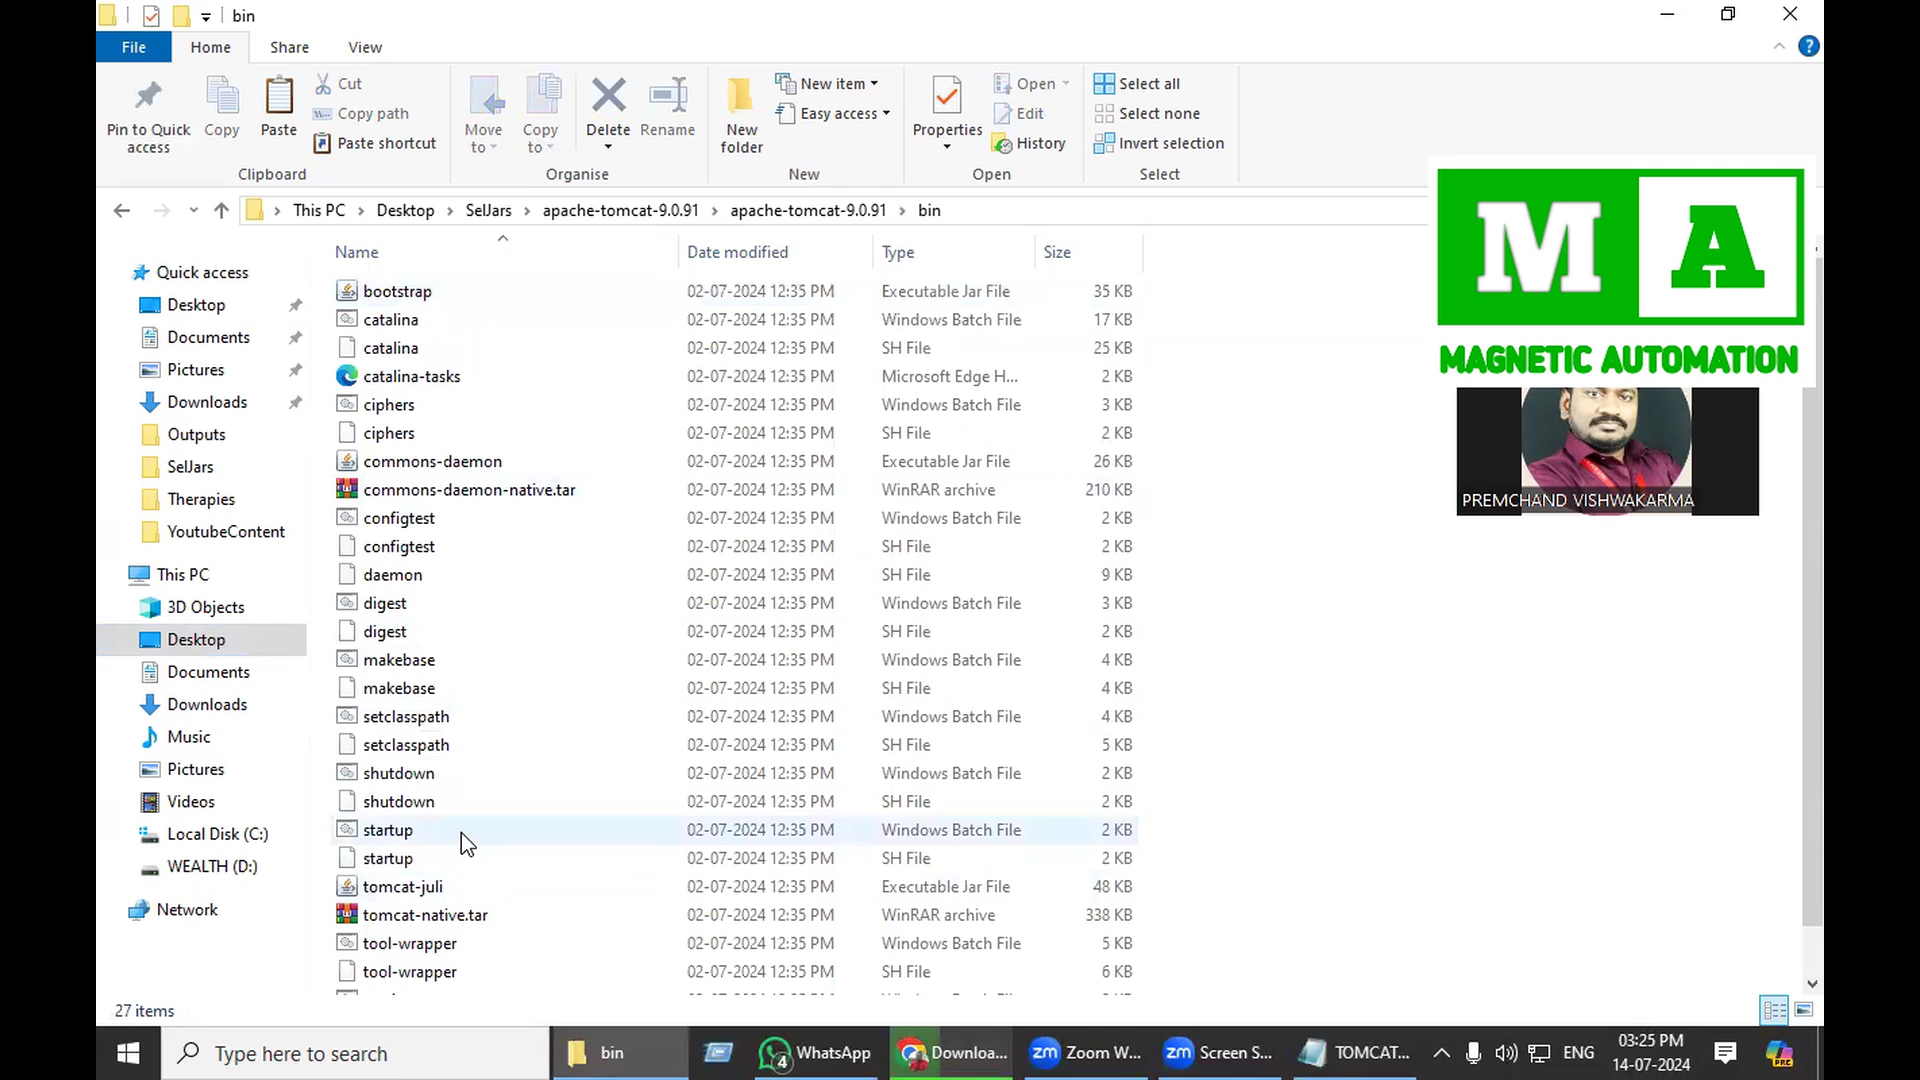 bin
File Home Share View
Pin to Quick access
Copy
Paste
Cut
Copy path
Paste shortcut
Clipboard
Move to
Copy to
Delete
Rename
Organise
New folder
New item
Easy access
New
Properties
Open
Edit
History
Open
Select all
Select none
Invert selection
Select
This PC > Desktop > SelJars > apache-tomcat-9.0.91 > apache-tomcat-9.0.91 > bin
Name Date modified Type Size
Quick access
Desktop
Documents
Pictures
Downloads
Outputs
SelJars
Therapies
YoutubeContent
This PC
3D Objects
Desktop
Documents
Downloads
Music
Pictures
Videos
Local Disk (C:)
WEALTH (D:)
Network
bootstrap 02-07-2024 12:35 PM Executable Jar File 35 KB
catalina 02-07-2024 12:35 PM Windows Batch File 17 KB
catalina 02-07-2024 12:35 PM SH File 25 KB
catalina-tasks 02-07-2024 12:35 PM Microsoft Edge H... 2 KB
ciphers 02-07-2024 12:35 PM Windows Batch File 3 KB
ciphers 02-07-2024 12:35 PM SH File 2 KB
commons-daemon 02-07-2024 12:35 PM Executable Jar File 26 KB
commons-daemon-native.tar 02-07-2024 12:35 PM WinRAR archive 210 KB
configtest 02-07-2024 12:35 PM Windows Batch File 2 KB
configtest 02-07-2024 12:35 PM SH File 2 KB
daemon 02-07-2024 12:35 PM SH File 9 KB
digest 02-07-2024 12:35 PM Windows Batch File 3 KB
digest 02-07-2024 12:35 PM SH File 2 KB
makebase 02-07-2024 12:35 PM Windows Batch File 4 KB
makebase 02-07-2024 12:35 PM SH File 4 KB
setclasspath 02-07-2024 12:35 PM Windows Batch File 4 KB
setclasspath 02-07-2024 12:35 PM SH File 5 KB
shutdown 02-07-2024 12:35 PM Windows Batch File 2 KB
shutdown 02-07-2024 12:35 PM SH File 2 KB
startup 02-07-2024 12:35 PM Windows Batch File 2 KB
startup 02-07-2024 12:35 PM SH File 2 KB
tomcat-juli 02-07-2024 12:35 PM Executable Jar File 48 KB
tomcat-native.tar 02-07-2024 12:35 PM WinRAR archive 338 KB
tool-wrapper 02-07-2024 12:35 PM Windows Batch File 5 KB
tool-wrapper 02-07-2024 12:35 PM SH File 6 KB
M A
MAGNETIC AUTOMATION
PREMCHAND VISHWAKARMA
27 items
Type here to search
bin
4 WhatsApp
Downloa...
zm Zoom W...
zm Screen S...
TOMCAT...
ENG
03:25 PM
14-07-2024
PRE